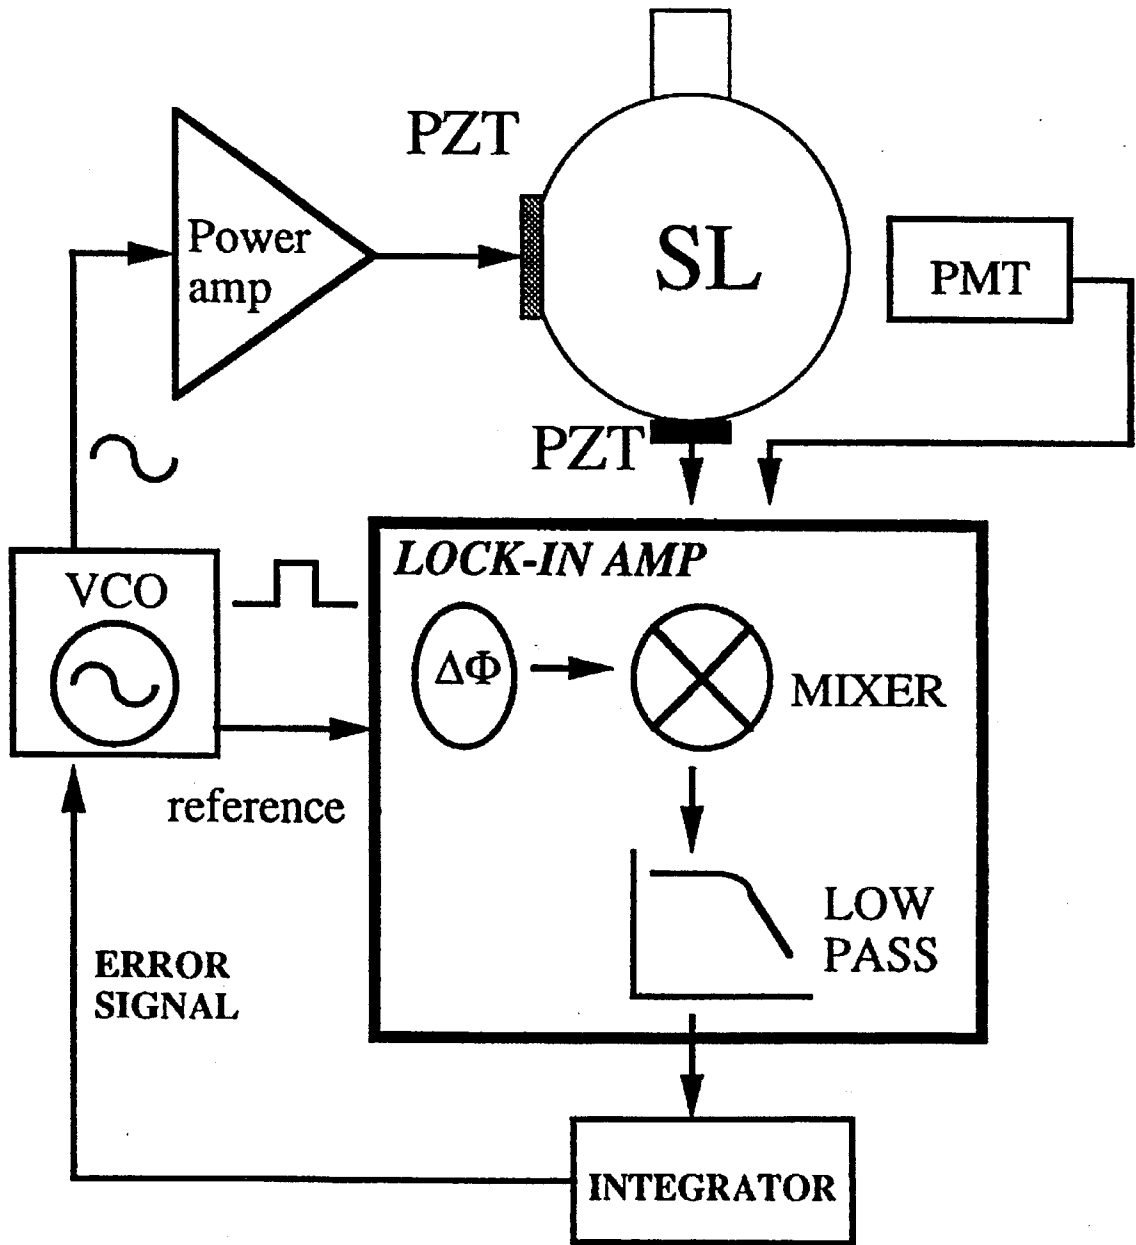 PZT
Power
amp
SL
PMT
PZT
LOCK-IN AMP
VCO
ΔΦ
MIXER
reference
LOW
PASS
ERROR
SIGNAL
INTEGRATOR